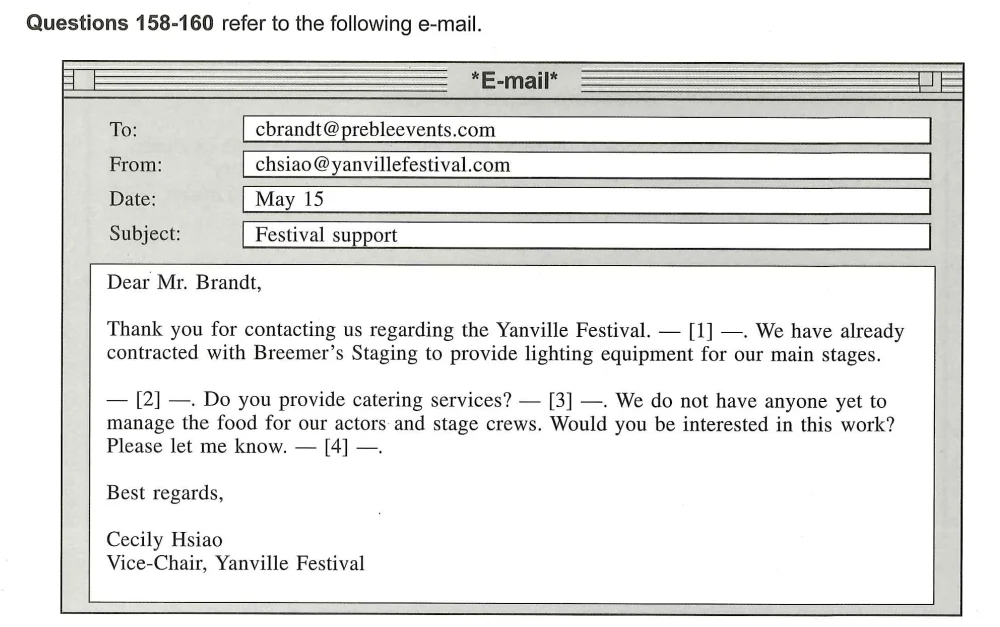 Questions 158-160 refer to the following e-mail.
*E-mail*
To: cbrandt@prebleevents.com
From: chsiao@yanvillefestival.com
Date: May 15
Subject: Festival support
Dear Mr. Brandt,
Thank you for contacting us regarding the Yanville Festival. — [1] —. We have already
contracted with Breemer's Staging to provide lighting equipment for our main stages.
— [2] —. Do you provide catering services? — [3] —. We do not have anyone yet to
manage the food for our actors and stage crews. Would you be interested in this work?
Please let me know. — [4] —.
Best regards,
Cecily Hsiao
Vice-Chair, Yanville Festival